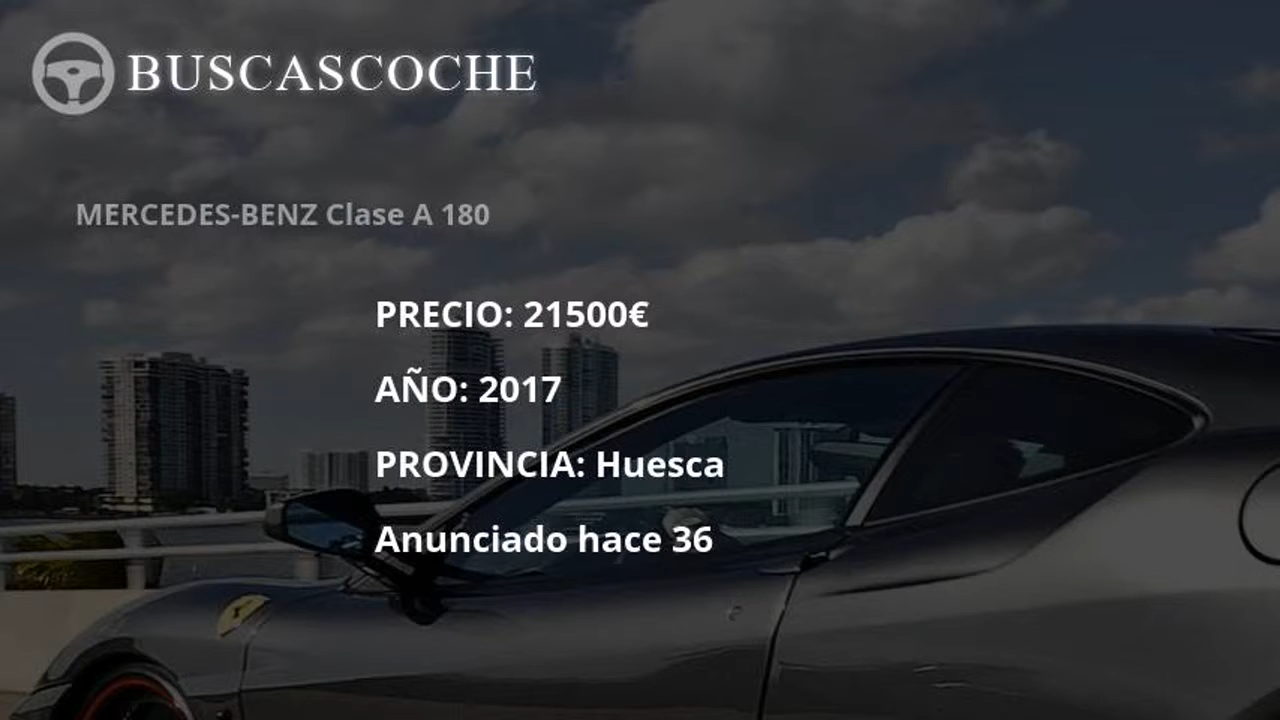 BUSCASCOCHE
MERCEDES-BENZ Clase A 180
PRECIO: 21500€
AÑO: 2017
PROVINCIA: Huesca
Anunciado hace 36